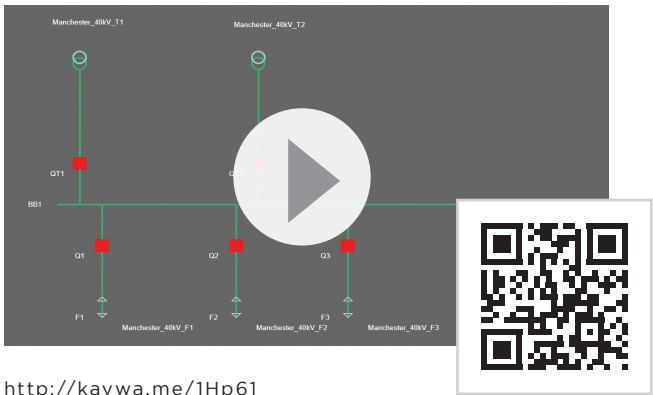 Manchester_40kV_T1 Manchester_40kV_T2
QT1
BB1
Q1 Q2 Q3
F1 F2 F3
Manchester_40kV_F1 Manchester_40kV_F2 Manchester_40kV_F3
http://kaywa.me/1Hp61